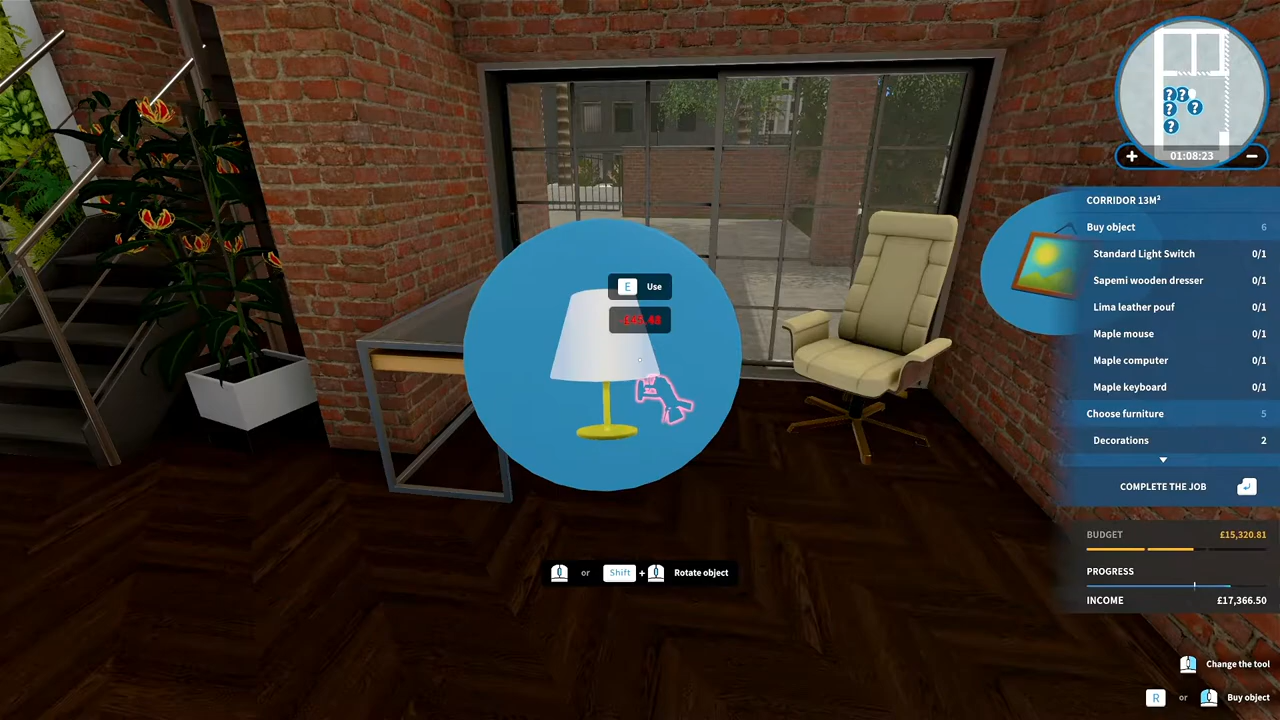 01:08:23
CORRIDOR 13M²
Buy object 6
Standard Light Switch 0/1
Sapemi wooden dresser 0/1
Lima leather pouf 0/1
Maple mouse 0/1
Maple computer 0/1
Maple keyboard 0/1
Choose furniture 5
Decorations 2
COMPLETE THE JOB
BUDGET £15,320.81
PROGRESS
INCOME £17,366.50
E Use
or Shift + Rotate object
Change the tool
R or Buy object